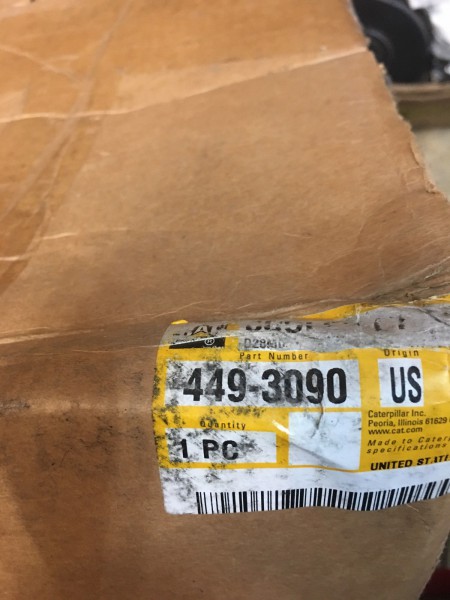 Part Number
Origin
449-3090
US
Quantity
1 PC
Caterpillar Inc.
Peoria, Illinois 61629
www.cat.com
Made to Cater
specifications
UNITED STAT